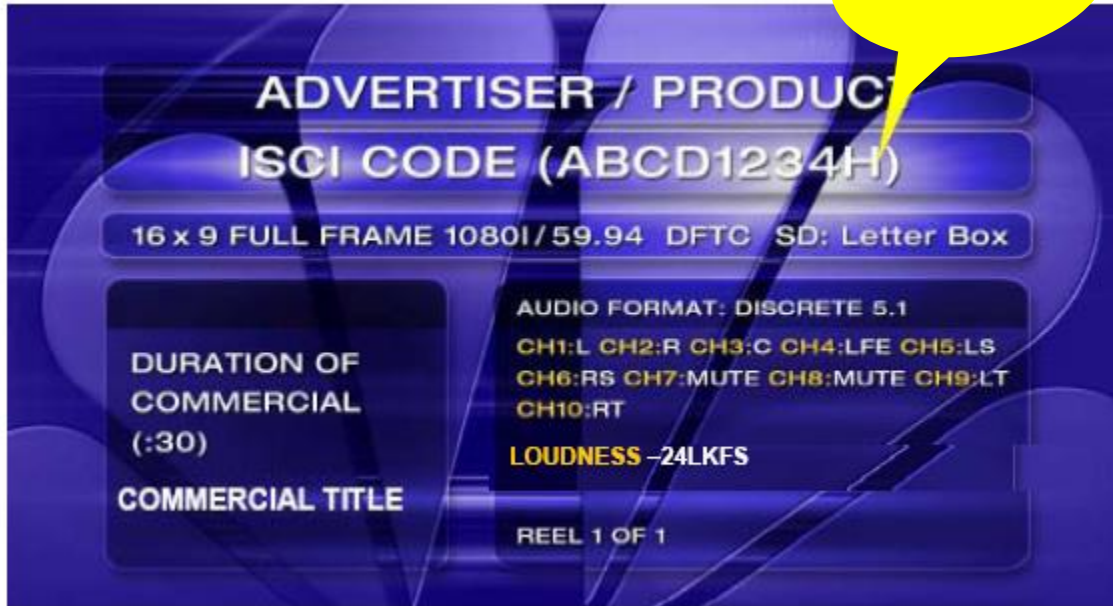 ADVERTISER / PRODUCT
ISCI CODE (ABCD1234H)
16 x 9 FULL FRAME 1080I/59.94 DFTC SD: Letter Box
DURATION OF
COMMERCIAL
(:30)
COMMERCIAL TITLE
AUDIO FORMAT: DISCRETE 5.1
CH1:L CH2:R CH3:C CH4:LFE CH5:LS
CH6:RS CH7:MUTE CH8:MUTE CH9:LT
CH10:RT
LOUDNESS –24LKFS
REEL 1 OF 1